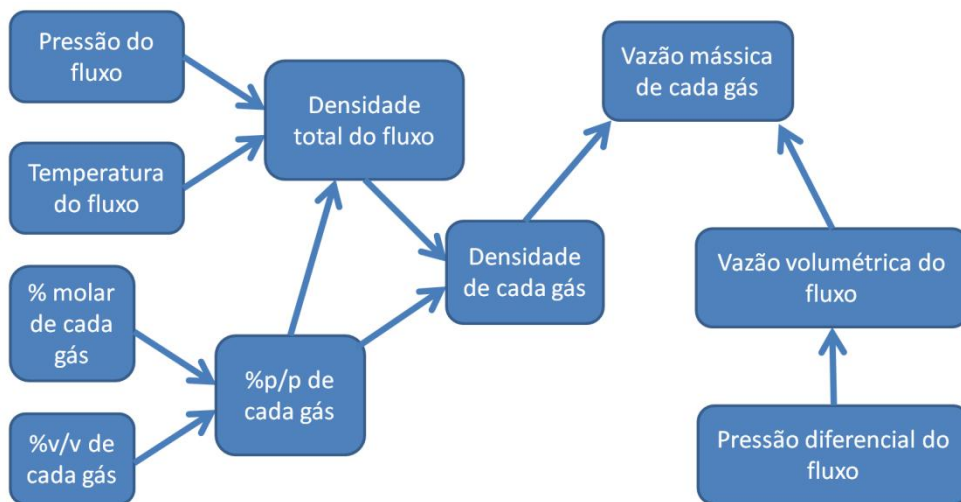 Pressão do
fluxo
Temperatura
do fluxo
% molar
de cada
gás
%v/v de
cada gás
Densidade
total do fluxo
%p/p de
cada gás
Densidade
de cada gás
Vazão mássica
de cada gás
Vazão volumétrica do
fluxo
Pressão diferencial do
fluxo